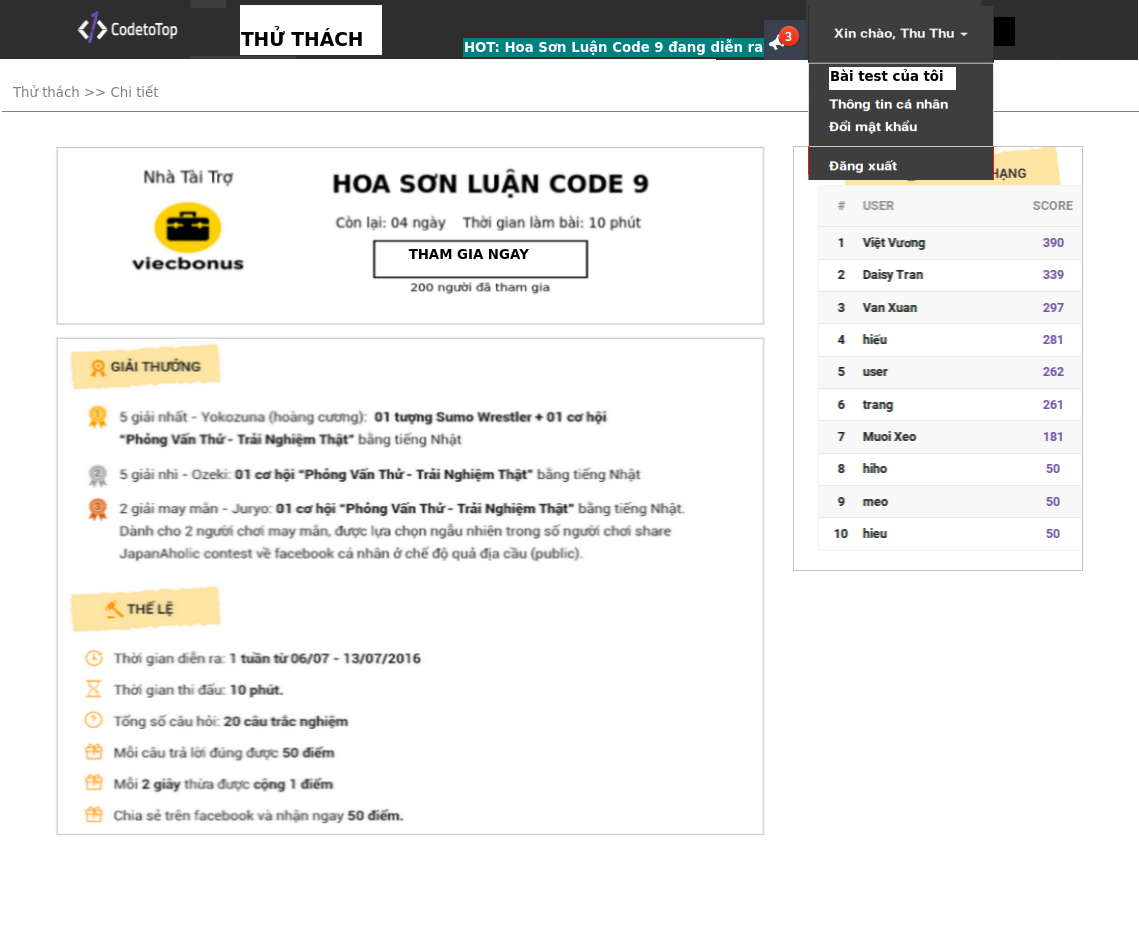 CodetoTop
THỬ THÁCH
HOT: Hoa Sơn Luận Code 9 đang diễn ra
3
Xin chào, Thu Thu
Bài test của tôi
Thông tin cá nhân
Đổi mật khẩu
Đăng xuất
Thử thách >> Chi tiết
Nhà Tài Trợ
viecbonus
HOA SƠN LUẬN CODE 9
Còn lại: 04 ngày Thời gian làm bài: 10 phút
THAM GIA NGAY
200 người đã tham gia
GIẢI THƯỞNG
1 5 giải nhất - Yokozuna (hoàng cương): 01 tượng Sumo Wrestler + 01 cơ hội
“Phỏng Vấn Thử - Trải Nghiệm Thật” bằng tiếng Nhật
2 5 giải nhì - Ozeki: 01 cơ hội “Phỏng Vấn Thử - Trải Nghiệm Thật” bằng tiếng Nhật
3 2 giải may mắn - Juryo: 01 cơ hội “Phỏng Vấn Thử - Trải Nghiệm Thật” bằng tiếng Nhật.
Dành cho 2 người chơi may mắn, được lựa chọn ngẫu nhiên trong số người chơi share
JapanAholic contest về facebook cá nhân ở chế độ quả địa cầu (public).
THỂ LỆ
Thời gian diễn ra: 1 tuần từ 06/07 - 13/07/2016
Thời gian thi đấu: 10 phút.
Tổng số câu hỏi: 20 câu trắc nghiệm
Mỗi câu trả lời đúng được 50 điểm
Mỗi 2 giây thừa được cộng 1 điểm
Chia sẻ trên facebook và nhận ngay 50 điểm.
HẠNG
# USER SCORE
1 Việt Vương 390
2 Daisy Tran 339
3 Van Xuan 297
4 hiếu 281
5 user 262
6 trang 261
7 Muoi Xeo 181
8 hiho 50
9 meo 50
10 hieu 50